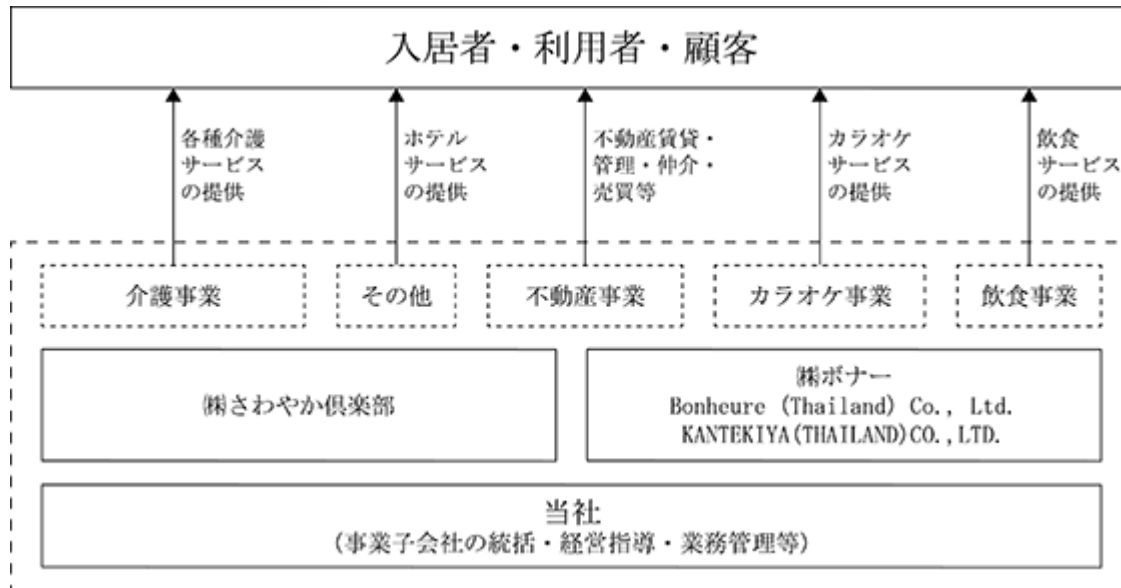 入居者・利用者・顧客
各種介護
サービス
の提供
ホテル
サービス
の提供
不動産賃貸・
管理・仲介・
売買等
カラオケ
サービス
の提供
飲食
サービス
の提供
介護事業
その他
不動産事業
カラオケ事業
飲食事業
㈱さわやか倶楽部
㈱ボナー
Bonheure (Thailand) Co., Ltd.
KANTEKIYA(THAILAND)CO.,LTD.
当社
(事業子会社の統括・経営指導・業務管理等)